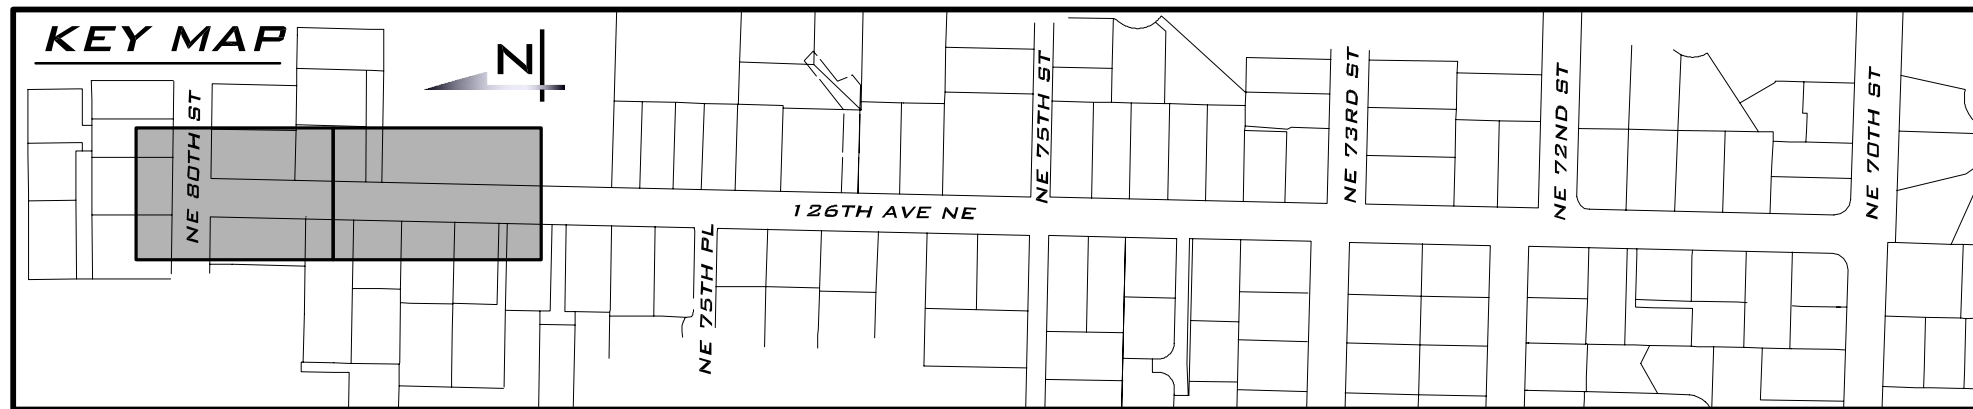 KEY MAP
N
NE 80TH ST
126TH AVE NE
NE 75TH PL
NE 75TH ST
NE 73RD ST
NE 72ND ST
NE 70TH ST